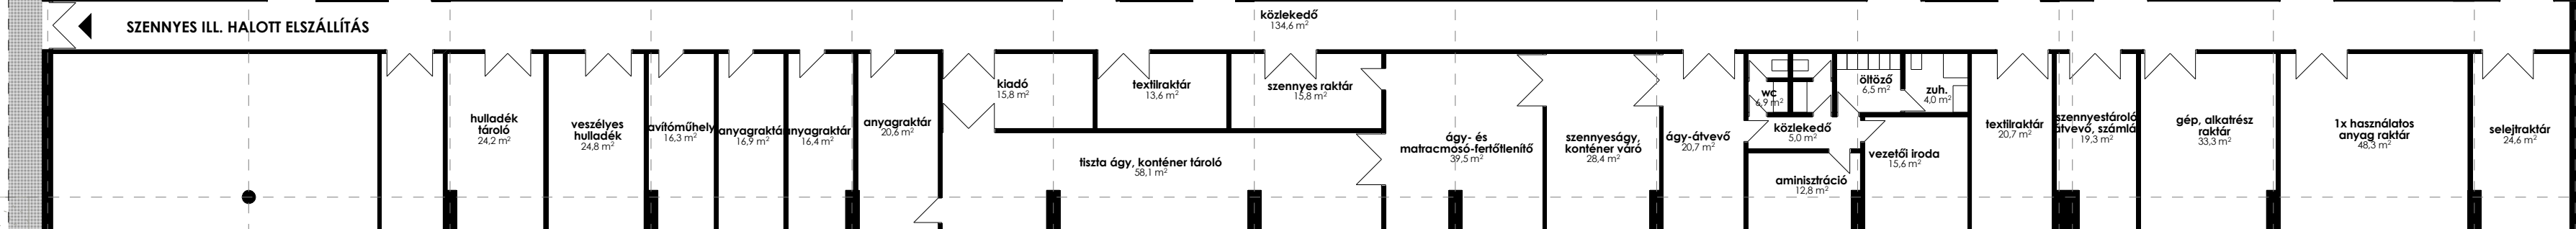 SZENNYES ILL. HALOTT ELSZÁLLÍTÁS
közlekedő
134,6 m²
hulladék
tároló
24,2 m²
veszélyes
hulladék
24,8 m²
avítóműhely
16,3 m²
anyagraktá
16,9 m²
anyagraktár
16,4 m²
anyagraktár
20,6 m²
kiadó
15,8 m²
textilraktár
13,6 m²
szennyes raktár
15,8 m²
tiszta ágy, konténer tároló
58,1 m²
ágy- és
matracmosó-fertőtlenítő
39,5 m²
szennyeságy,
konténer váró
28,4 m²
ágy-átvevő
20,7 m²
wc
6,9 m²
öltöző
6,5 m²
zuh.
4,0 m²
közlekedő
5,0 m²
aminisztráció
12,8 m²
vezetői iroda
15,6 m²
textilraktár
20,7 m²
szennyestároló
átvevő, számlá
19,3 m²
gép, alkatrész
raktár
33,3 m²
1x használatos
anyag raktár
48,3 m²
selejtraktár
24,6 m²